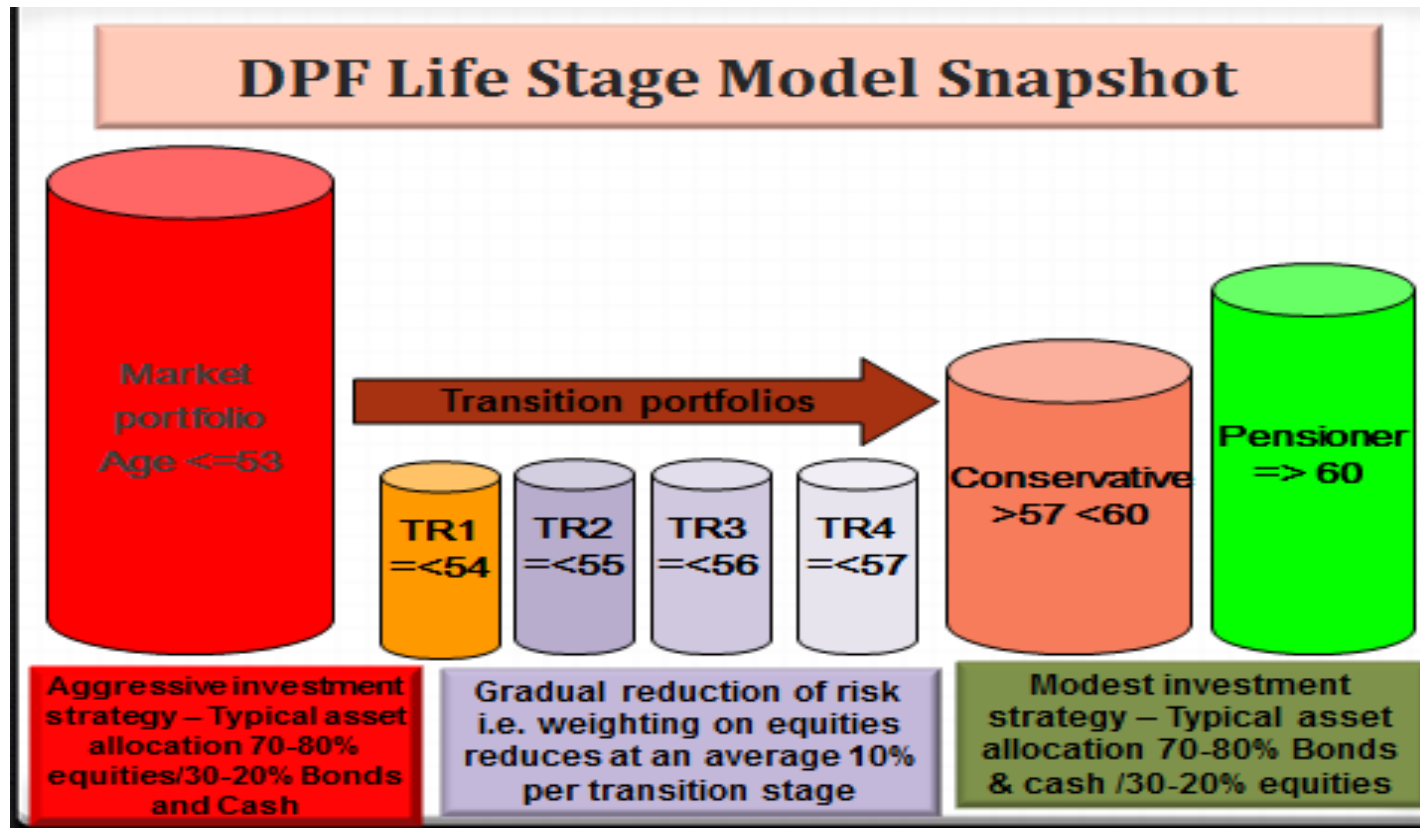 DPF Life Stage Model Snapshot
Market
portfolio
Age <=53
Transition portfolios
TR1
=<54
TR2
=<55
TR3
=<56
TR4
=<57
Conservative
>57 <60
Pensioner
=> 60
Aggressive investment
strategy – Typical asset
allocation 70-80%
equities/30-20% Bonds
and Cash
Gradual reduction of risk
i.e. weighting on equities
reduces at an average 10%
per transition stage
Modest investment
strategy – Typical asset
allocation 70-80% Bonds
& cash /30-20% equities